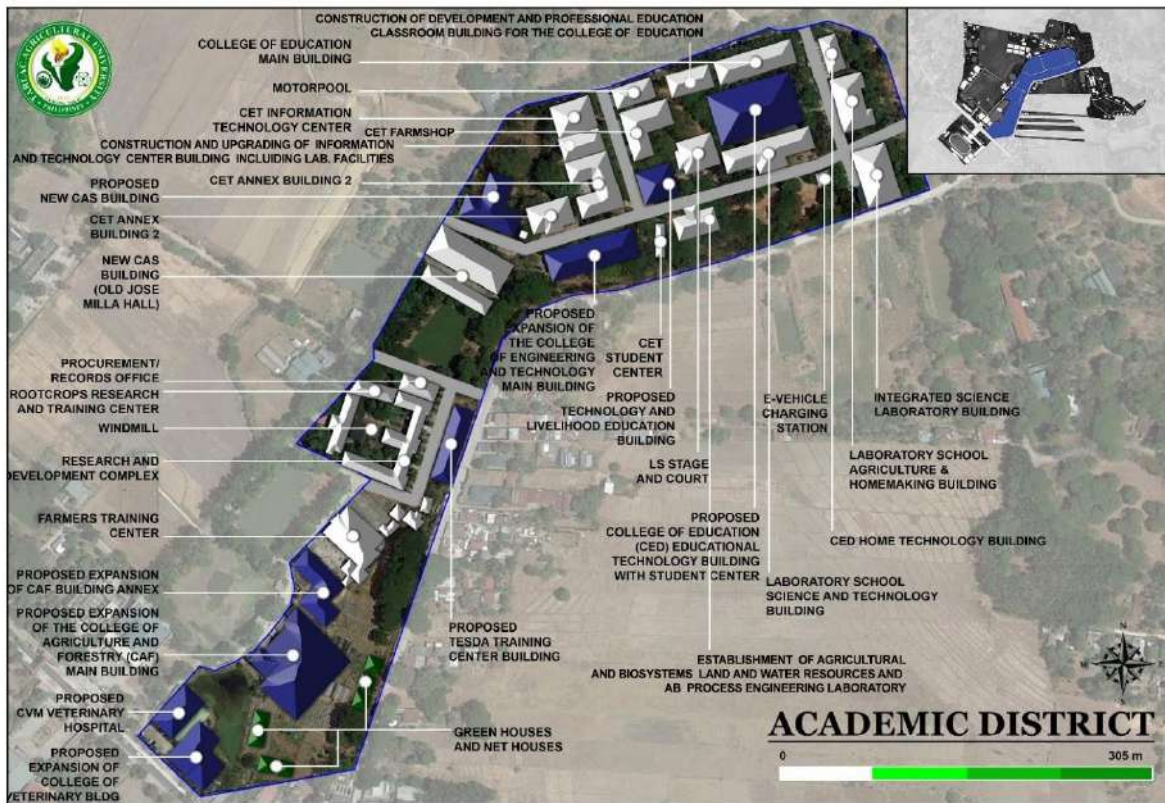 CONSTRUCTION OF DEVELOPMENT AND PROFESSIONAL EDUCATION
CLASSROOM BUILDING FOR THE COLLEGE OF EDUCATION
COLLEGE OF EDUCATION
MAIN BUILDING
MOTORPOOL
CET INFORMATION
TECHNOLOGY CENTER
CET FARMSHOP
CONSTRUCTION AND UPGRADING OF INFORMATION
AND TECHNOLOGY CENTER BUILDING INCLUDING LAB. FACILITIES
PROPOSED
NEW CAS BUILDING
CET ANNEX BUILDING 2
CET ANNEX
BUILDING 2
NEW CAS
BUILDING
(OLD JOSE
MILLA HALL)
PROCUREMENT/
RECORDS OFFICE
ROOTCROPS RESEARCH
AND TRAINING CENTER
WINDMILL
RESEARCH AND
DEVELOPMENT COMPLEX
FARMERS TRAINING
CENTER
PROPOSED EXPANSION
OF CAF BUILDING ANNEX
PROPOSED EXPANSION
OF THE COLLEGE OF
AGRICULTURE AND
FORESTRY (CAF)
MAIN BUILDING
PROPOSED
CVM VETERINARY
HOSPITAL
PROPOSED
EXPANSION OF
COLLEGE OF
VETERINARY BLDG
PROPOSED
EXPANSION OF
THE COLLEGE
OF ENGINEERING
AND TECHNOLOGY
MAIN BUILDING
CET
STUDENT
CENTER
PROPOSED
TECHNOLOGY AND
LIVELIHOOD EDUCATION
BUILDING
LS STAGE
AND COURT
E-VEHICLE
CHARGING
STATION
INTEGRATED SCIENCE
LABORATORY BUILDING
LABORATORY SCHOOL
AGRICULTURE &
HOMEMAKING BUILDING
PROPOSED
COLLEGE OF EDUCATION
(CED) EDUCATIONAL
TECHNOLOGY BUILDING
WITH STUDENT CENTER
CED HOME TECHNOLOGY BUILDING
LABORATORY SCHOOL
SCIENCE AND TECHNOLOGY
BUILDING
PROPOSED
TESDA TRAINING
CENTER BUILDING
ESTABLISHMENT OF AGRICULTURAL
AND BIOSYSTEMS LAND AND WATER RESOURCES AND
AB PROCESS ENGINEERING LABORATORY
GREEN HOUSES
AND NET HOUSES
TARLAC AGRICULTURAL UNIVERSITY
PHILIPPINES
N
ACADEMIC DISTRICT
0 305 m